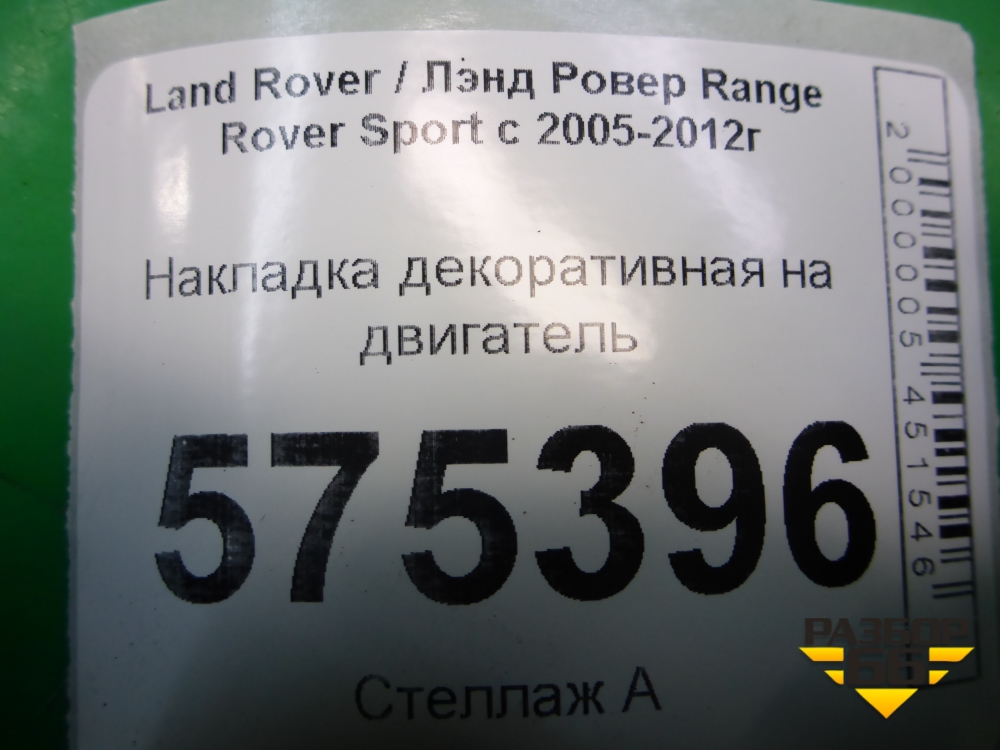 Land Rover / Лэнд Ровер Range
Rover Sport с 2005-2012г
Накладка декоративная на
двигатель
575396
Стеллаж А
2000005451546
РАЗБОР
66